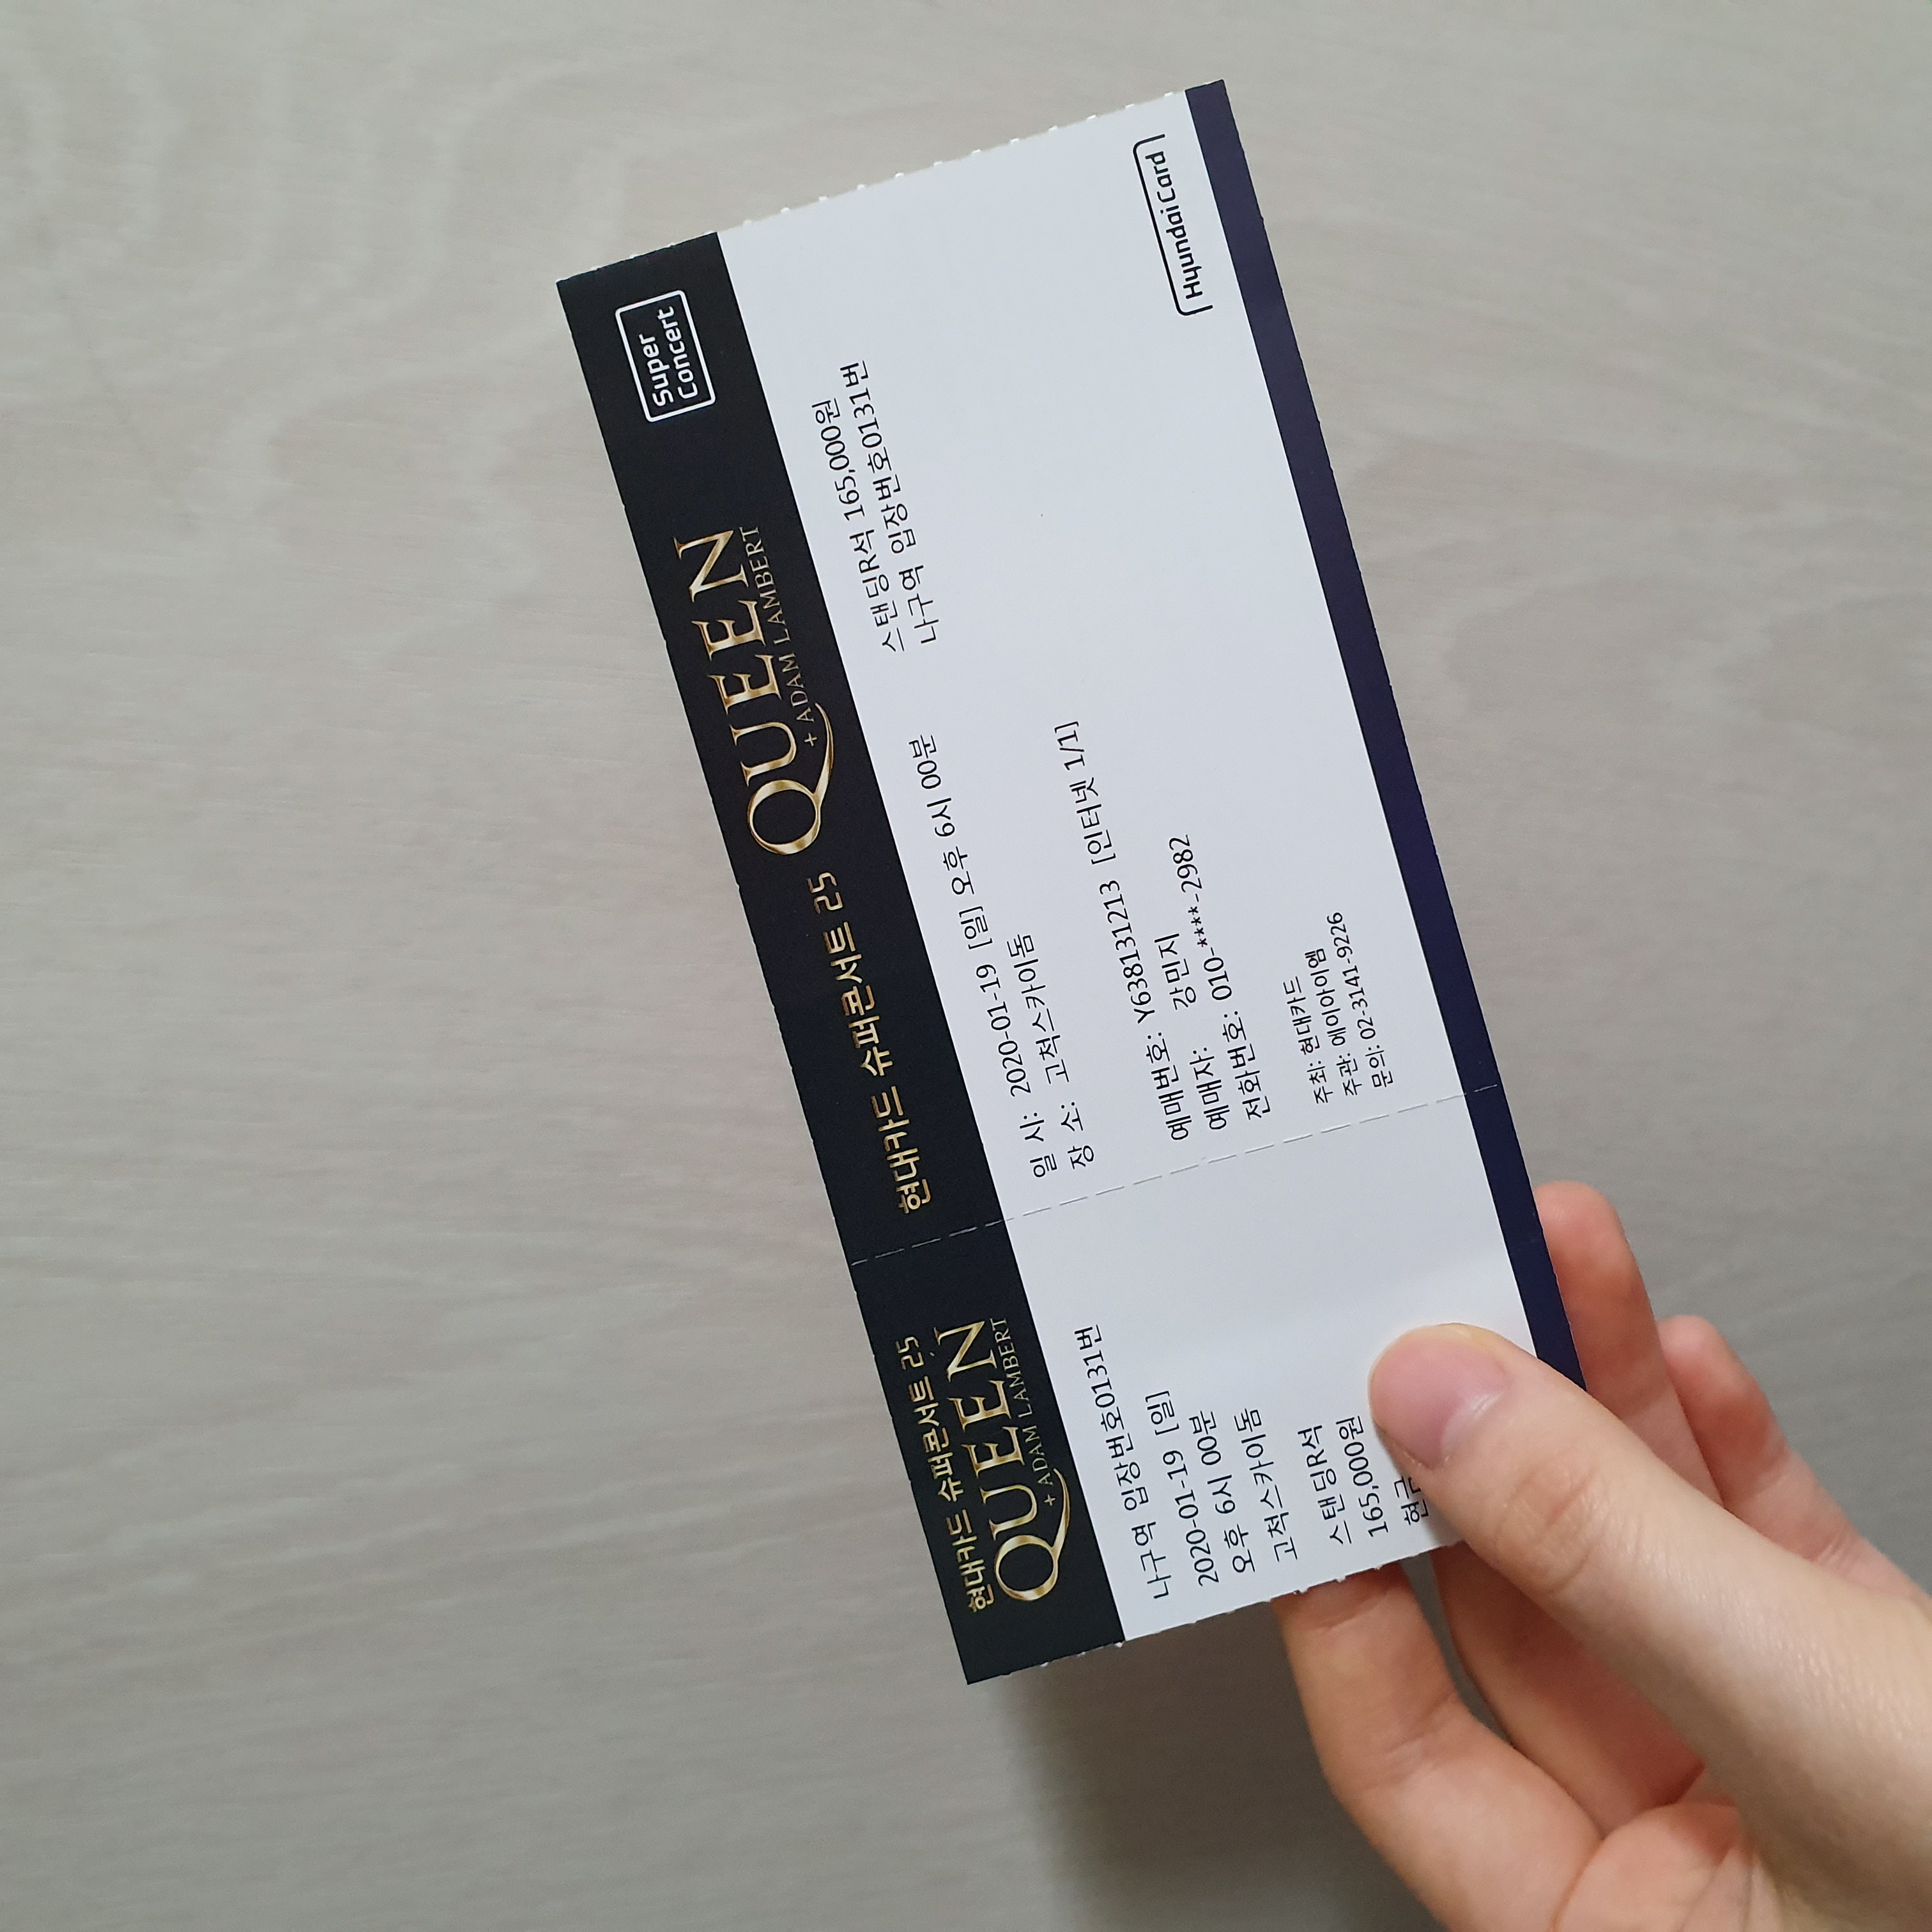 현대카드 슈퍼콘서트 25
QUEEN
+ ADAM LAMBERT
나구역 입장번호0131번
2020-01-19 [일]
오후 6시 00분
고척스카이돔
스탠딩R석
165,000원
현금
현대카드 슈퍼콘서트 25
QUEEN
+ ADAM LAMBERT
Super
Concert
일 시: 2020-01-19 [일] 오후 6시 00분
장 소: 고척스카이돔
스탠딩R석 165,000원
나구역 입장번호0131번
예매번호: Y638131213 [인터넷 1/1]
예매자: 강민지
전화번호: 010-****-2982
주최: 현대카드
주관: 에이아이엠
문의: 02-3141-9226
Hyundai Card